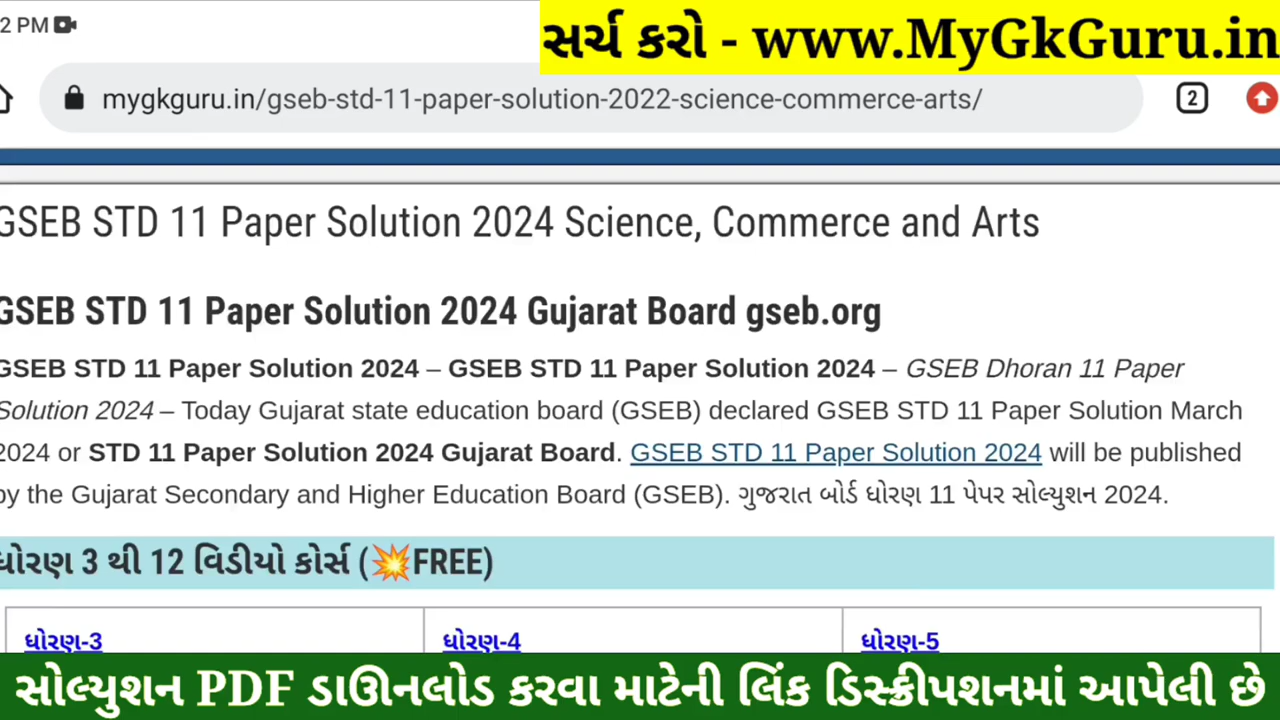 2 PM
સર્ચ કરો - www.MyGkGuru.in
mygkguru.in/gseb-std-11-paper-solution-2022-science-commerce-arts/
2
GSEB STD 11 Paper Solution 2024 Science, Commerce and Arts
GSEB STD 11 Paper Solution 2024 Gujarat Board gseb.org
GSEB STD 11 Paper Solution 2024 – GSEB STD 11 Paper Solution 2024 – GSEB Dhoran 11 Paper
Solution 2024 – Today Gujarat state education board (GSEB) declared GSEB STD 11 Paper Solution March
2024 or STD 11 Paper Solution 2024 Gujarat Board. GSEB STD 11 Paper Solution 2024 will be published
by the Gujarat Secondary and Higher Education Board (GSEB). ગુજરાત બોર્ડ ધોરણ 11 પેપર સોલ્યુશન 2024.
ધોરણ 3 થી 12 વિડીયો કોર્સ (💥FREE)
ધોરણ-3 ધોરણ-4 ધોરણ-5
સોલ્યુશન PDF ડાઊનલોડ કરવા માટેની લિંક ડિસ્ક્રીપશનમાં આપેલી છે